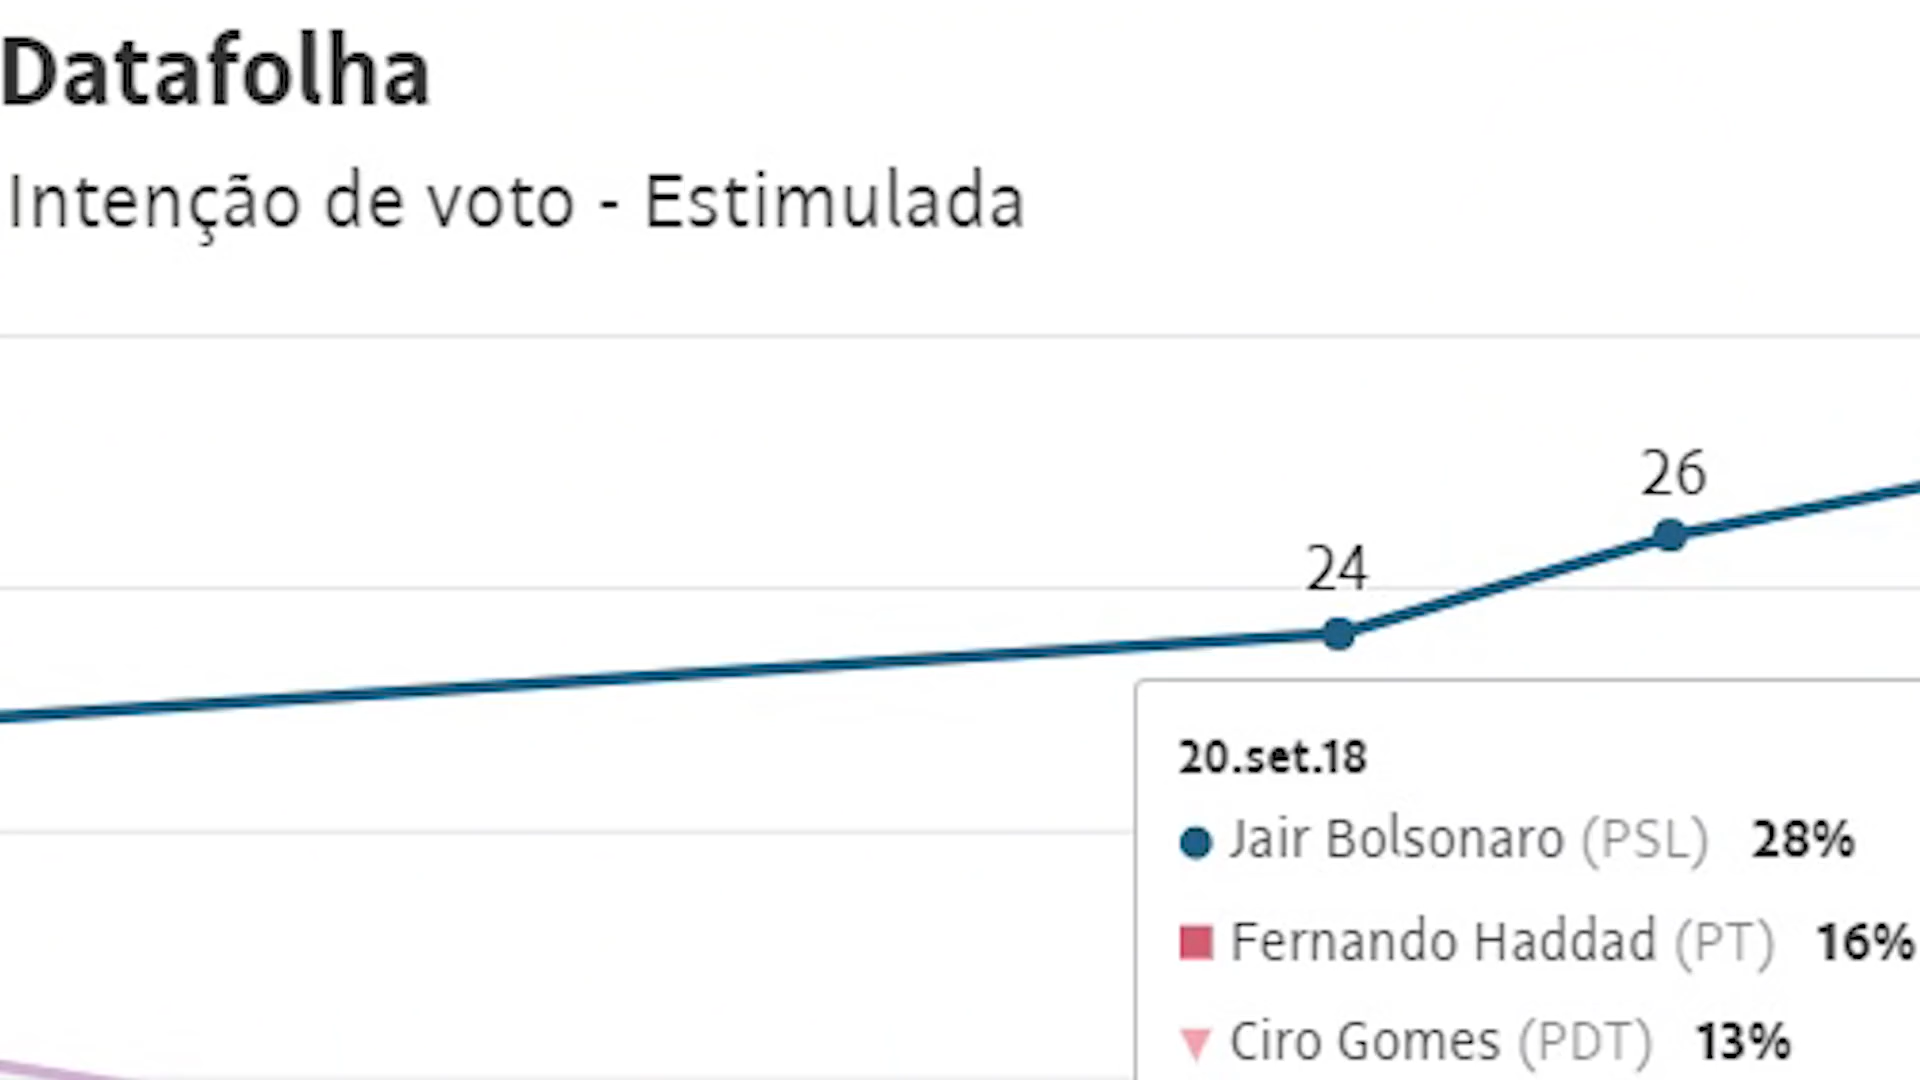 Datafolha
Intenção de voto - Estimulada
26
24
20.set.18
Jair Bolsonaro (PSL) 28%
Fernando Haddad (PT) 16%
Ciro Gomes (PDT) 13%